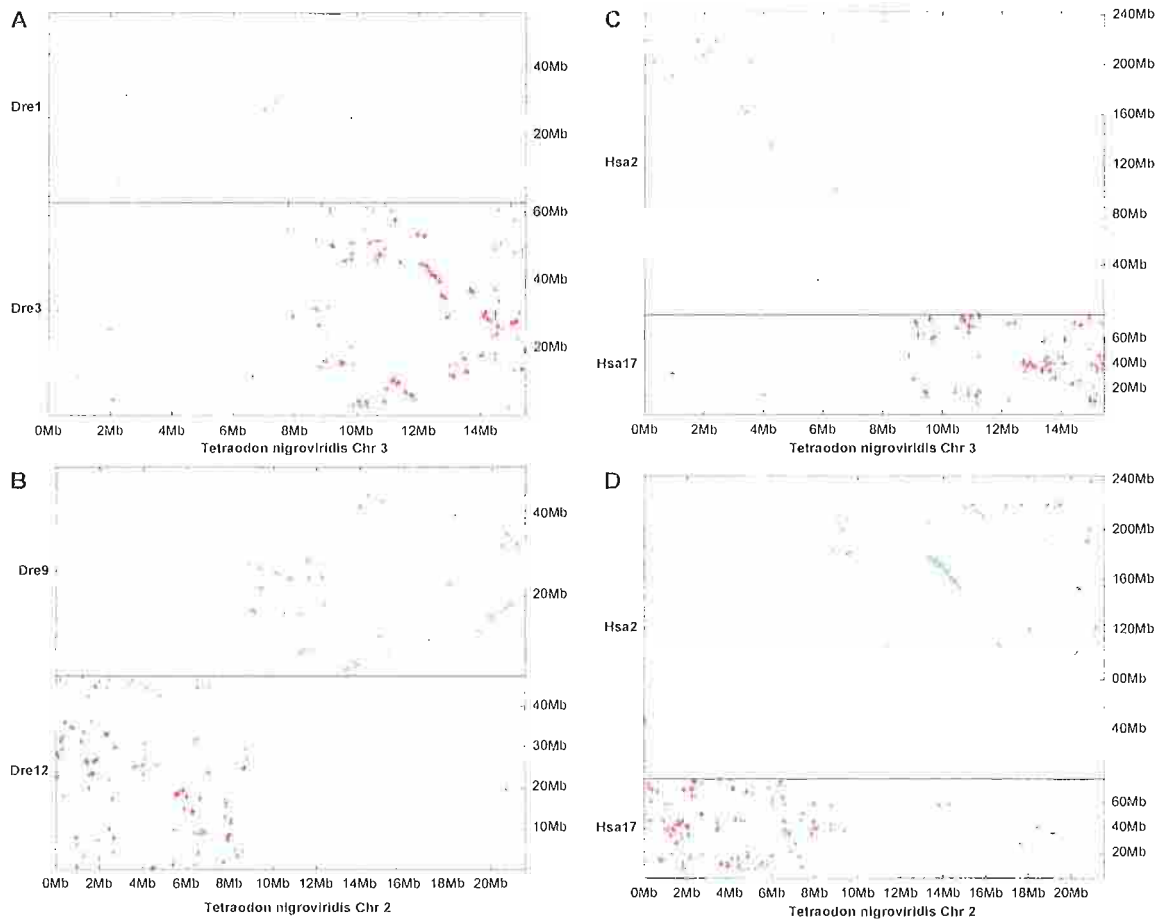 A
40Mb
Dre1
20Mb
60Mb
40Mb
Dre3
20Mb
0Mb 2Mb 4Mb 6Mb 8Mb 10Mb 12Mb 14Mb
Tetraodon nigroviridis Chr 3
C
240Mb
200Mb
160Mb
Hsa2
120Mb
80Mb
40Mb
60Mb
Hsa17
40Mb
20Mb
0Mb 2Mb 4Mb 6Mb 8Mb 10Mb 12Mb 14Mb
Tetraodon nigroviridis Chr 3
B
40Mb
Dre9
20Mb
40Mb
30Mb
Dre12
20Mb
10Mb
0Mb 2Mb 4Mb 6Mb 8Mb 10Mb 12Mb 14Mb 16Mb 18Mb 20Mb
Tetraodon nigroviridis Chr 2
D
240Mb
200Mb
160Mb
Hsa2
120Mb
80Mb
40Mb
60Mb
Hsa17
40Mb
20Mb
0Mb 2Mb 4Mb 6Mb 8Mb 10Mb 12Mb 14Mb 16Mb 18Mb 20Mb
Tetraodon nigroviridis Chr 2